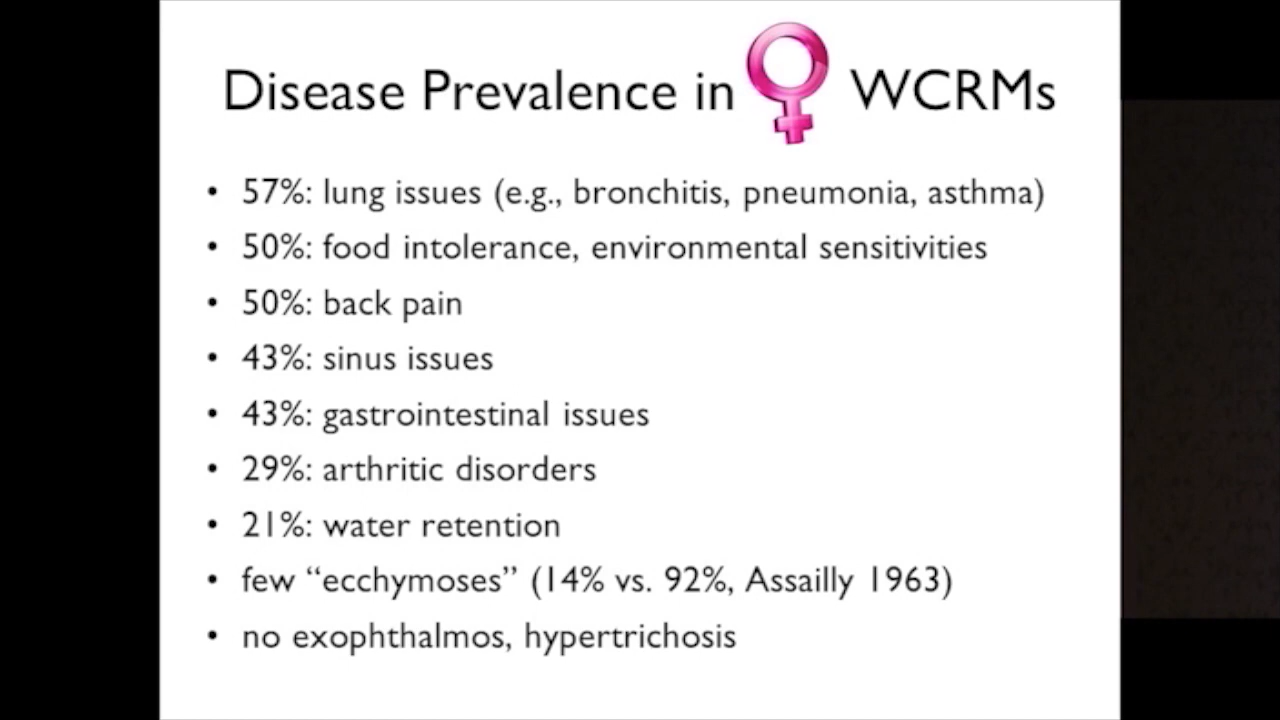 Disease Prevalence in ♀ WCRMs
• 57%: lung issues (e.g., bronchitis, pneumonia, asthma)
• 50%: food intolerance, environmental sensitivities
• 50%: back pain
• 43%: sinus issues
• 43%: gastrointestinal issues
• 29%: arthritic disorders
• 21%: water retention
• few “ecchymoses” (14% vs. 92%, Assailly 1963)
• no exophthalmos, hypertrichosis